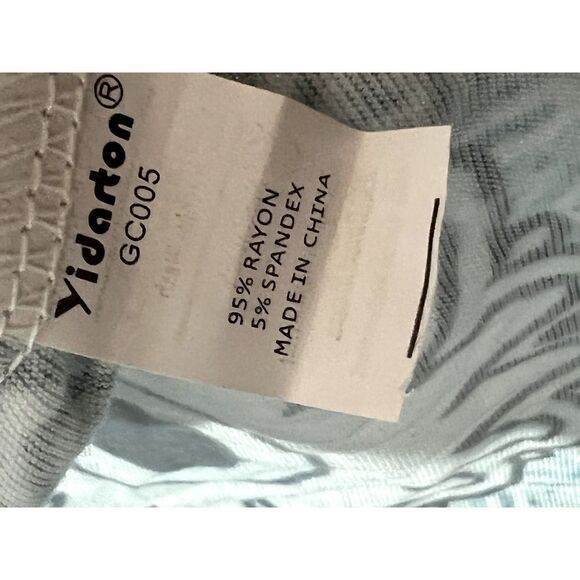 Yidarton®
GC005
95% RAYON
5% SPANDEX
MADE IN CHINA